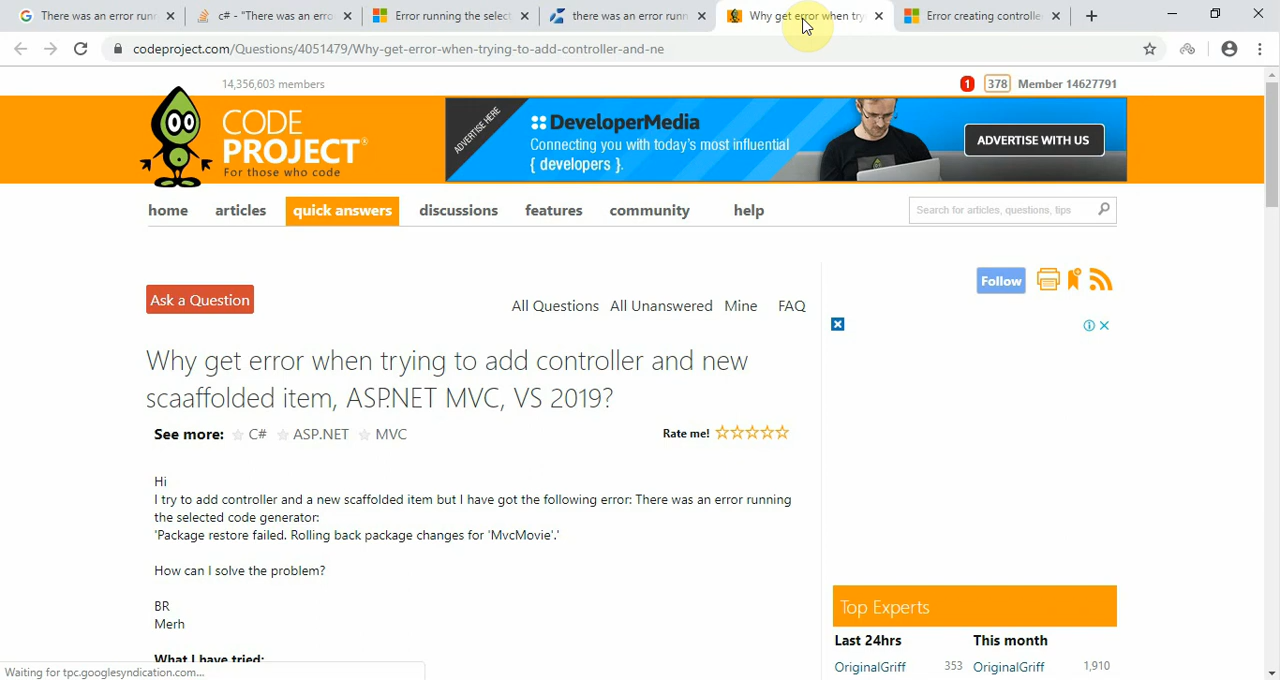 There was an error runn
c# - "There was an erro
Error running the selec
there was an error runn
Why get error when try
Error creating controlle
codeproject.com/Questions/4051479/Why-get-error-when-trying-to-add-controller-and-ne
14,356,603 members
1
378
Member 14627791
CODE
PROJECT®
For those who code
ADVERTISE HERE
DeveloperMedia
Connecting you with today's most influential
{ developers }.
ADVERTISE WITH US
home articles quick answers discussions features community help
Search for articles, questions, tips
Ask a Question
All Questions All Unanswered Mine FAQ
Follow
Why get error when trying to add controller and new
scaaffolded item, ASP.NET MVC, VS 2019?
See more: C# ASP.NET MVC
Rate me!
Hi
I try to add controller and a new scaffolded item but I have got the following error: There was an error running
the selected code generator:
'Package restore failed. Rolling back package changes for 'MvcMovie'.'
How can I solve the problem?
BR
Merh
What I have tried:
Top Experts
Last 24hrs This month
OriginalGriff 353 OriginalGriff 1,910
Waiting for tpc.googlesyndication.com...